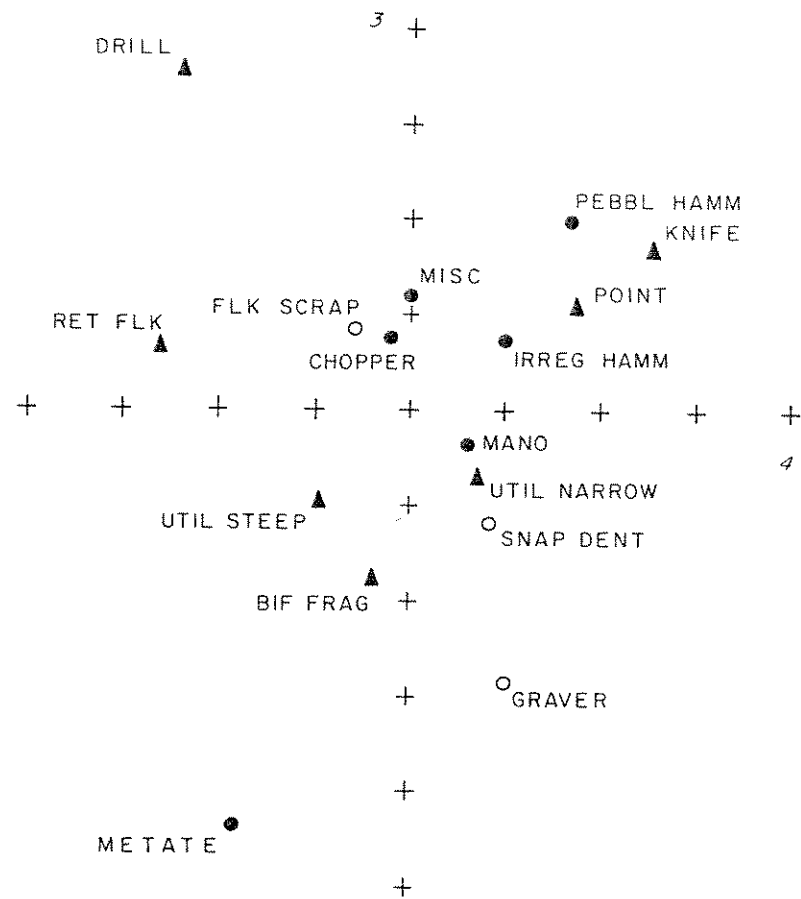 3
DRILL
PEBBL HAMM
KNIFE
MISC
POINT
FLK SCRAP
RET FLK
CHOPPER
IRREG HAMM
MANO
4
UTIL NARROW
UTIL STEEP
SNAP DENT
BIF FRAG
GRAVER
METATE